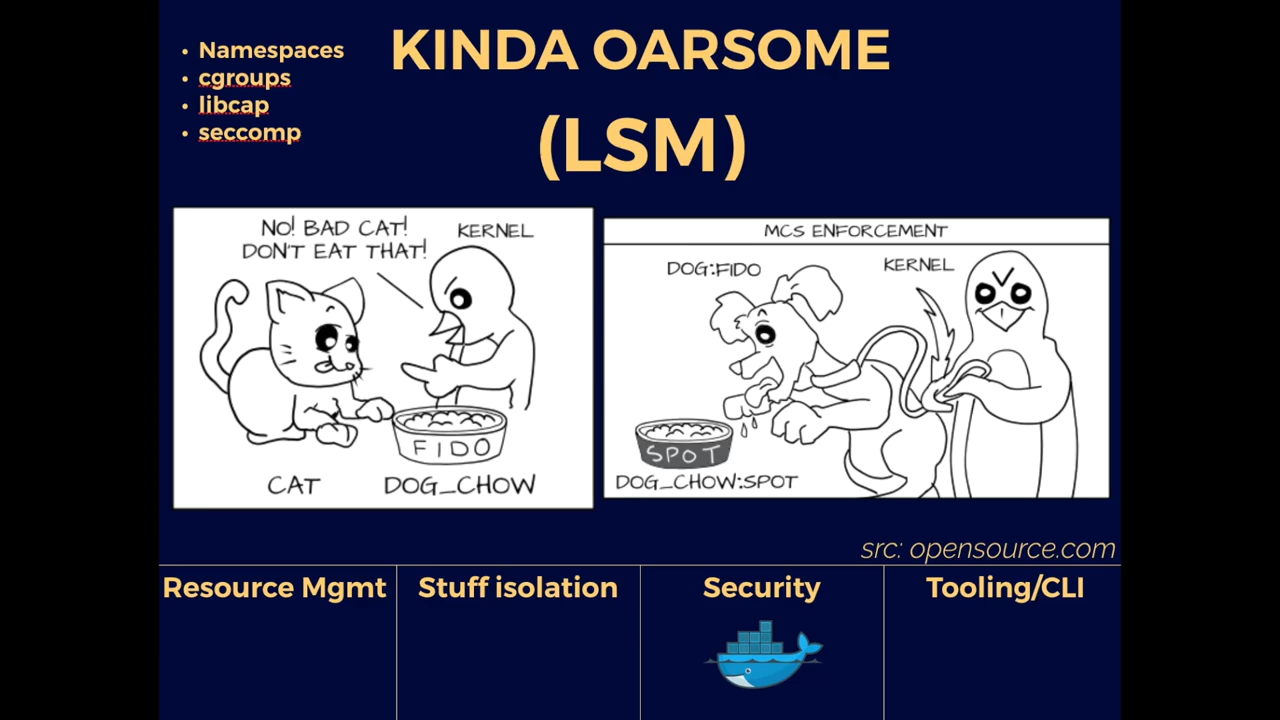 • Namespaces
• cgroups
• libcap
• seccomp
KINDA OARSOME
(LSM)
NO! BAD CAT!
DON'T EAT THAT!
KERNEL
FIDO
CAT
DOG_CHOW
MCS ENFORCEMENT
DOG:FIDO
KERNEL
SPOT
DOG_CHOW:SPOT
src: opensource.com
Resource Mgmt
Stuff isolation
Security
Tooling/CLI